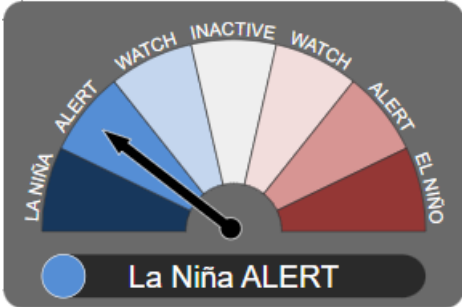 LA NIÑA
ALERT
WATCH
INACTIVE
WATCH
ALERT
EL NIÑO
La Niña ALERT